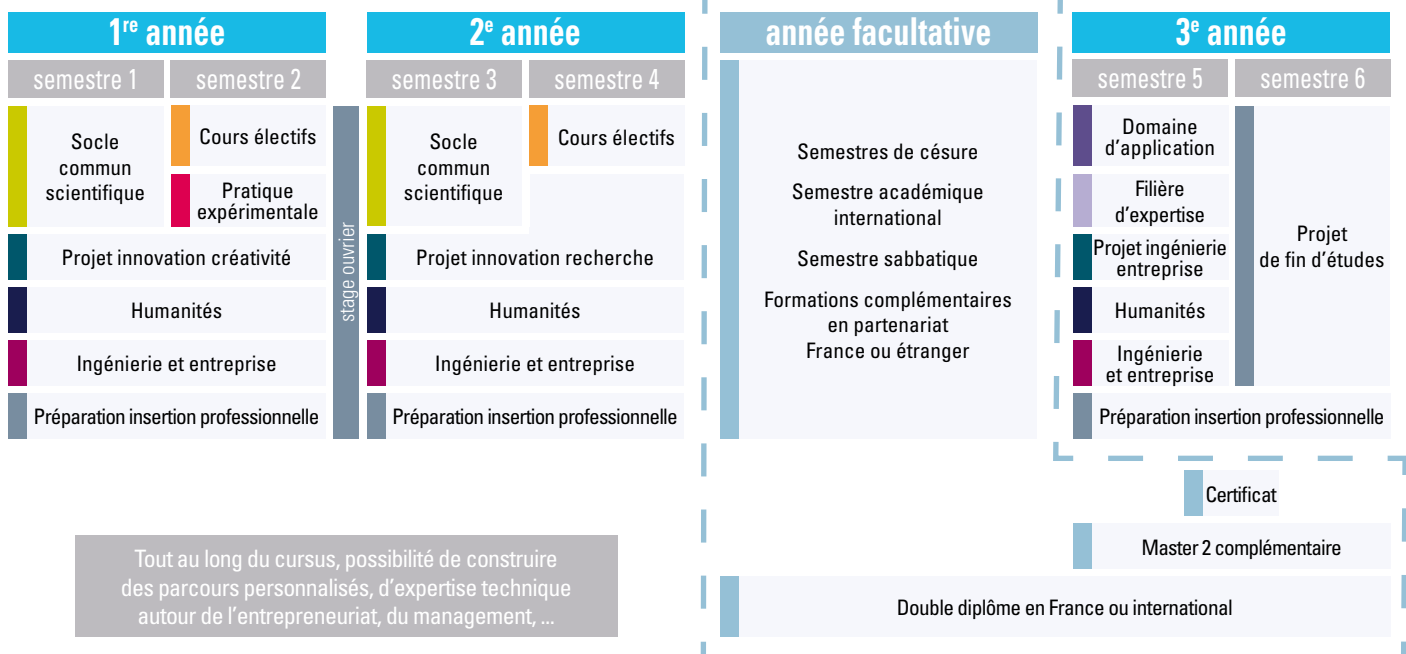 1re année
semestre 1
semestre 2
Socle
commun
scientifique
Cours électifs
Pratique
expérimentale
Projet innovation créativité
Humanités
Ingénierie et entreprise
Préparation insertion professionnelle
stage ouvrier
2e année
semestre 3
semestre 4
Socle
commun
scientifique
Cours électifs
Projet innovation recherche
Humanités
Ingénierie et entreprise
Préparation insertion professionnelle
année facultative
Semestres de césure
Semestre académique
international
Semestre sabbatique
Formations complémentaires
en partenariat
France ou étranger
3e année
semestre 5
semestre 6
Domaine
d'application
Filière
d'expertise
Projet ingénierie
entreprise
Humanités
Ingénierie
et entreprise
Projet
de fin d'études
Préparation insertion professionnelle
Certificat
Master 2 complémentaire
Double diplôme en France ou international
Tout au long du cursus, possibilité de construire
des parcours personnalisés, d'expertise technique
autour de l'entrepreneuriat, du management, ...